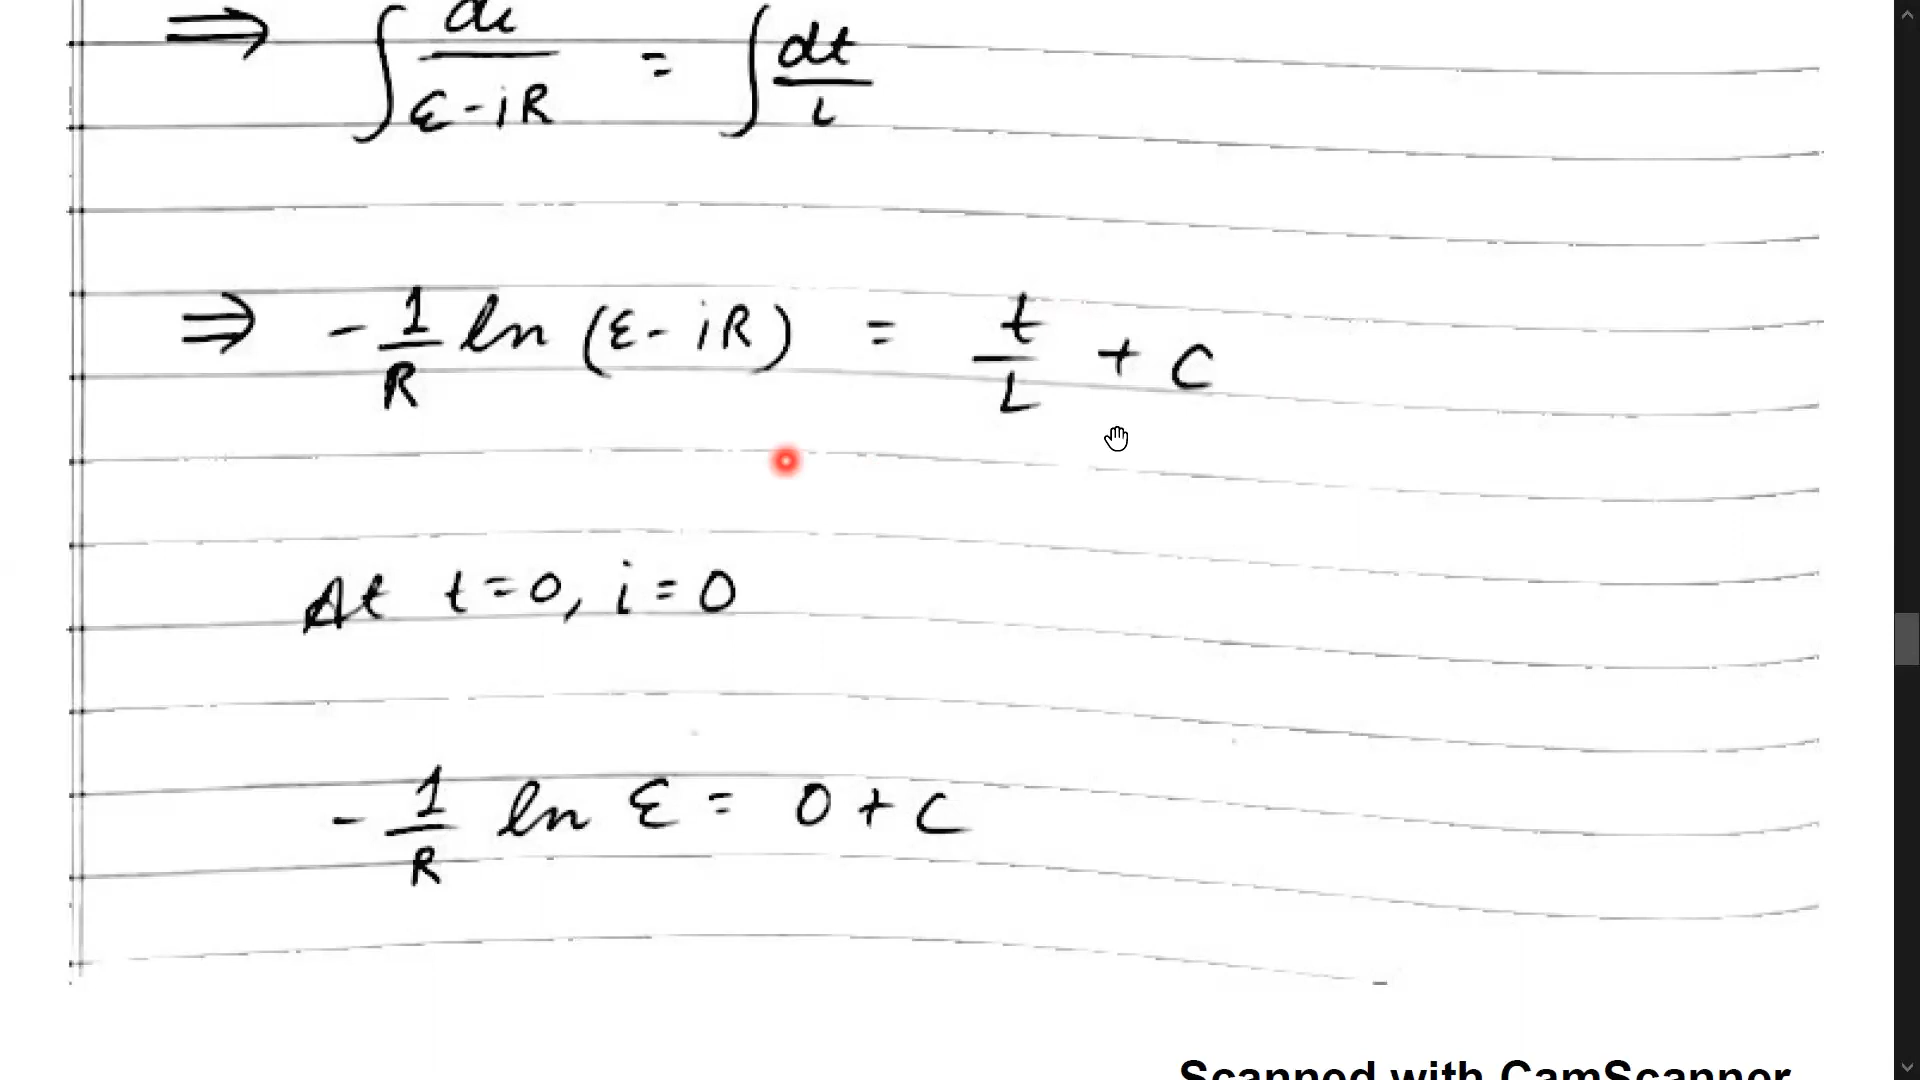 ⇒ ∫ di/(ε - iR) = ∫ dt/L
⇒ - 1/R ln (ε - iR) = t/L + C
At t = 0, i = 0
- 1/R ln ε = 0 + C
Scanned with CamScanner